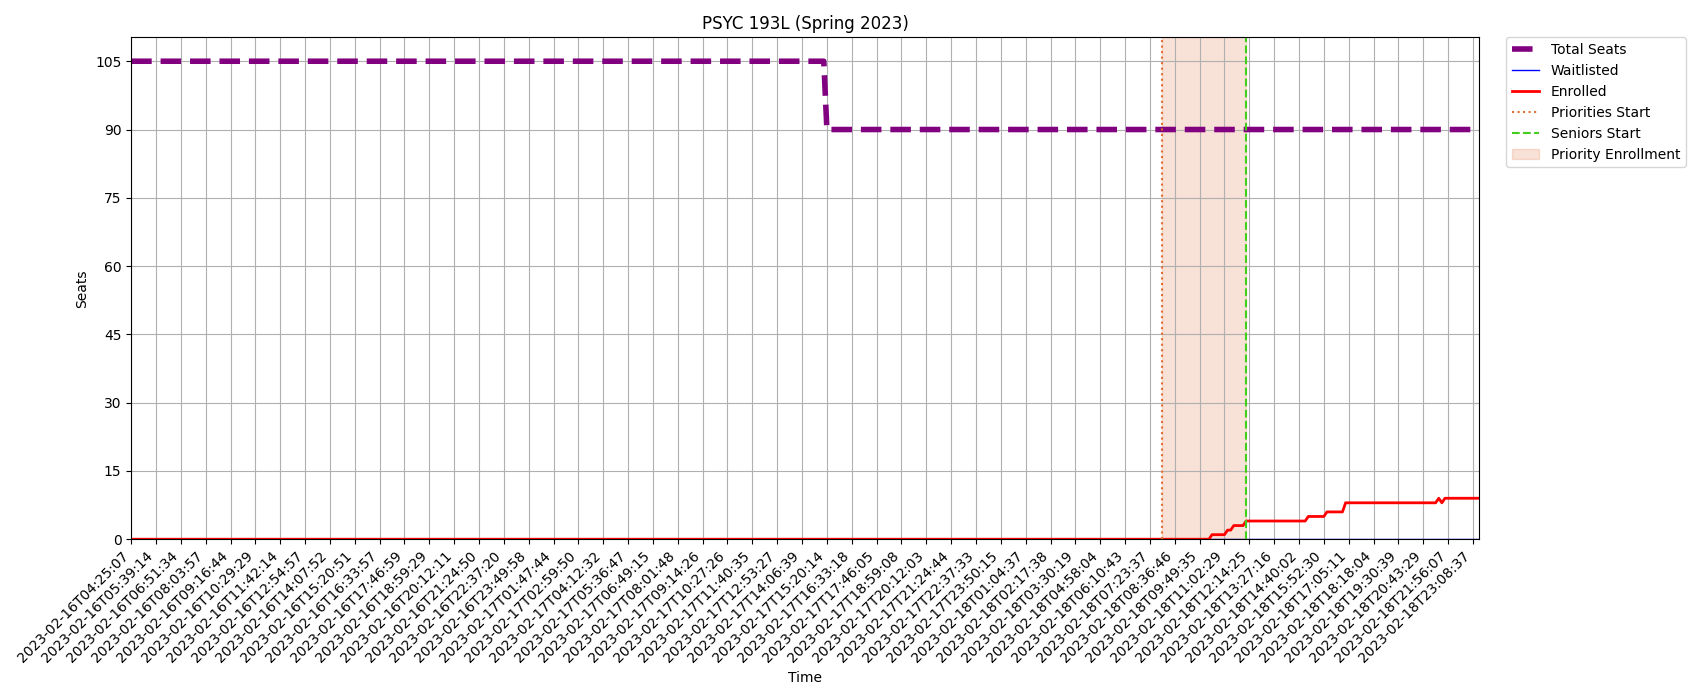 PSYC 193L (Spring 2023)
Total Seats
Waitlisted
Enrolled
Priorities Start
Seniors Start
Priority Enrollment
Seats
105
90
75
60
45
30
15
0
2023-02-16T04:25:07
2023-02-16T05:39:14
2023-02-16T06:51:34
2023-02-16T08:03:57
2023-02-16T09:16:44
2023-02-16T10:29:29
2023-02-16T11:42:14
2023-02-16T12:54:57
2023-02-16T14:07:52
2023-02-16T15:20:51
2023-02-16T16:33:57
2023-02-16T17:46:59
2023-02-16T18:59:29
2023-02-16T20:12:11
2023-02-16T21:24:50
2023-02-16T22:37:20
2023-02-16T23:49:58
2023-02-17T01:47:44
2023-02-17T02:59:50
2023-02-17T04:12:32
2023-02-17T05:36:47
2023-02-17T06:49:15
2023-02-17T08:01:48
2023-02-17T09:14:26
2023-02-17T10:27:26
2023-02-17T11:40:35
2023-02-17T12:53:27
2023-02-17T14:06:39
2023-02-17T15:20:14
2023-02-17T16:33:18
2023-02-17T17:46:05
2023-02-17T18:59:08
2023-02-17T20:12:03
2023-02-17T21:24:44
2023-02-17T22:37:33
2023-02-17T23:50:15
2023-02-18T01:04:37
2023-02-18T02:17:38
2023-02-18T03:30:19
2023-02-18T04:58:04
2023-02-18T06:10:43
2023-02-18T07:23:37
2023-02-18T08:36:46
2023-02-18T09:49:35
2023-02-18T11:02:29
2023-02-18T12:14:25
2023-02-18T13:27:16
2023-02-18T14:40:02
2023-02-18T15:52:30
2023-02-18T17:05:11
2023-02-18T18:18:04
2023-02-18T19:30:39
2023-02-18T20:43:29
2023-02-18T21:56:07
2023-02-18T23:08:37
Time